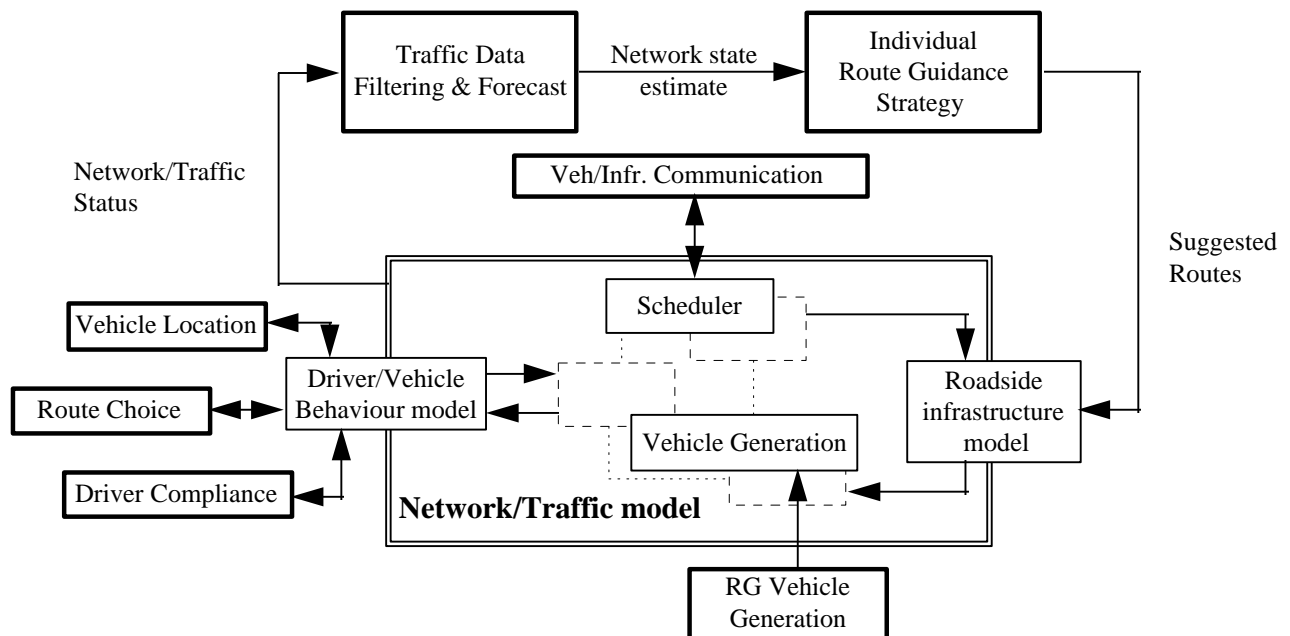 Traffic Data
Filtering & Forecast
Network state
estimate
Individual
Route Guidance
Strategy
Network/Traffic
Status
Veh/Infr. Communication
Suggested
Routes
Scheduler
Vehicle Location
Driver/Vehicle
Behaviour model
Route Choice
Roadside
infrastructure
model
Vehicle Generation
Driver Compliance
Network/Traffic model
RG Vehicle
Generation